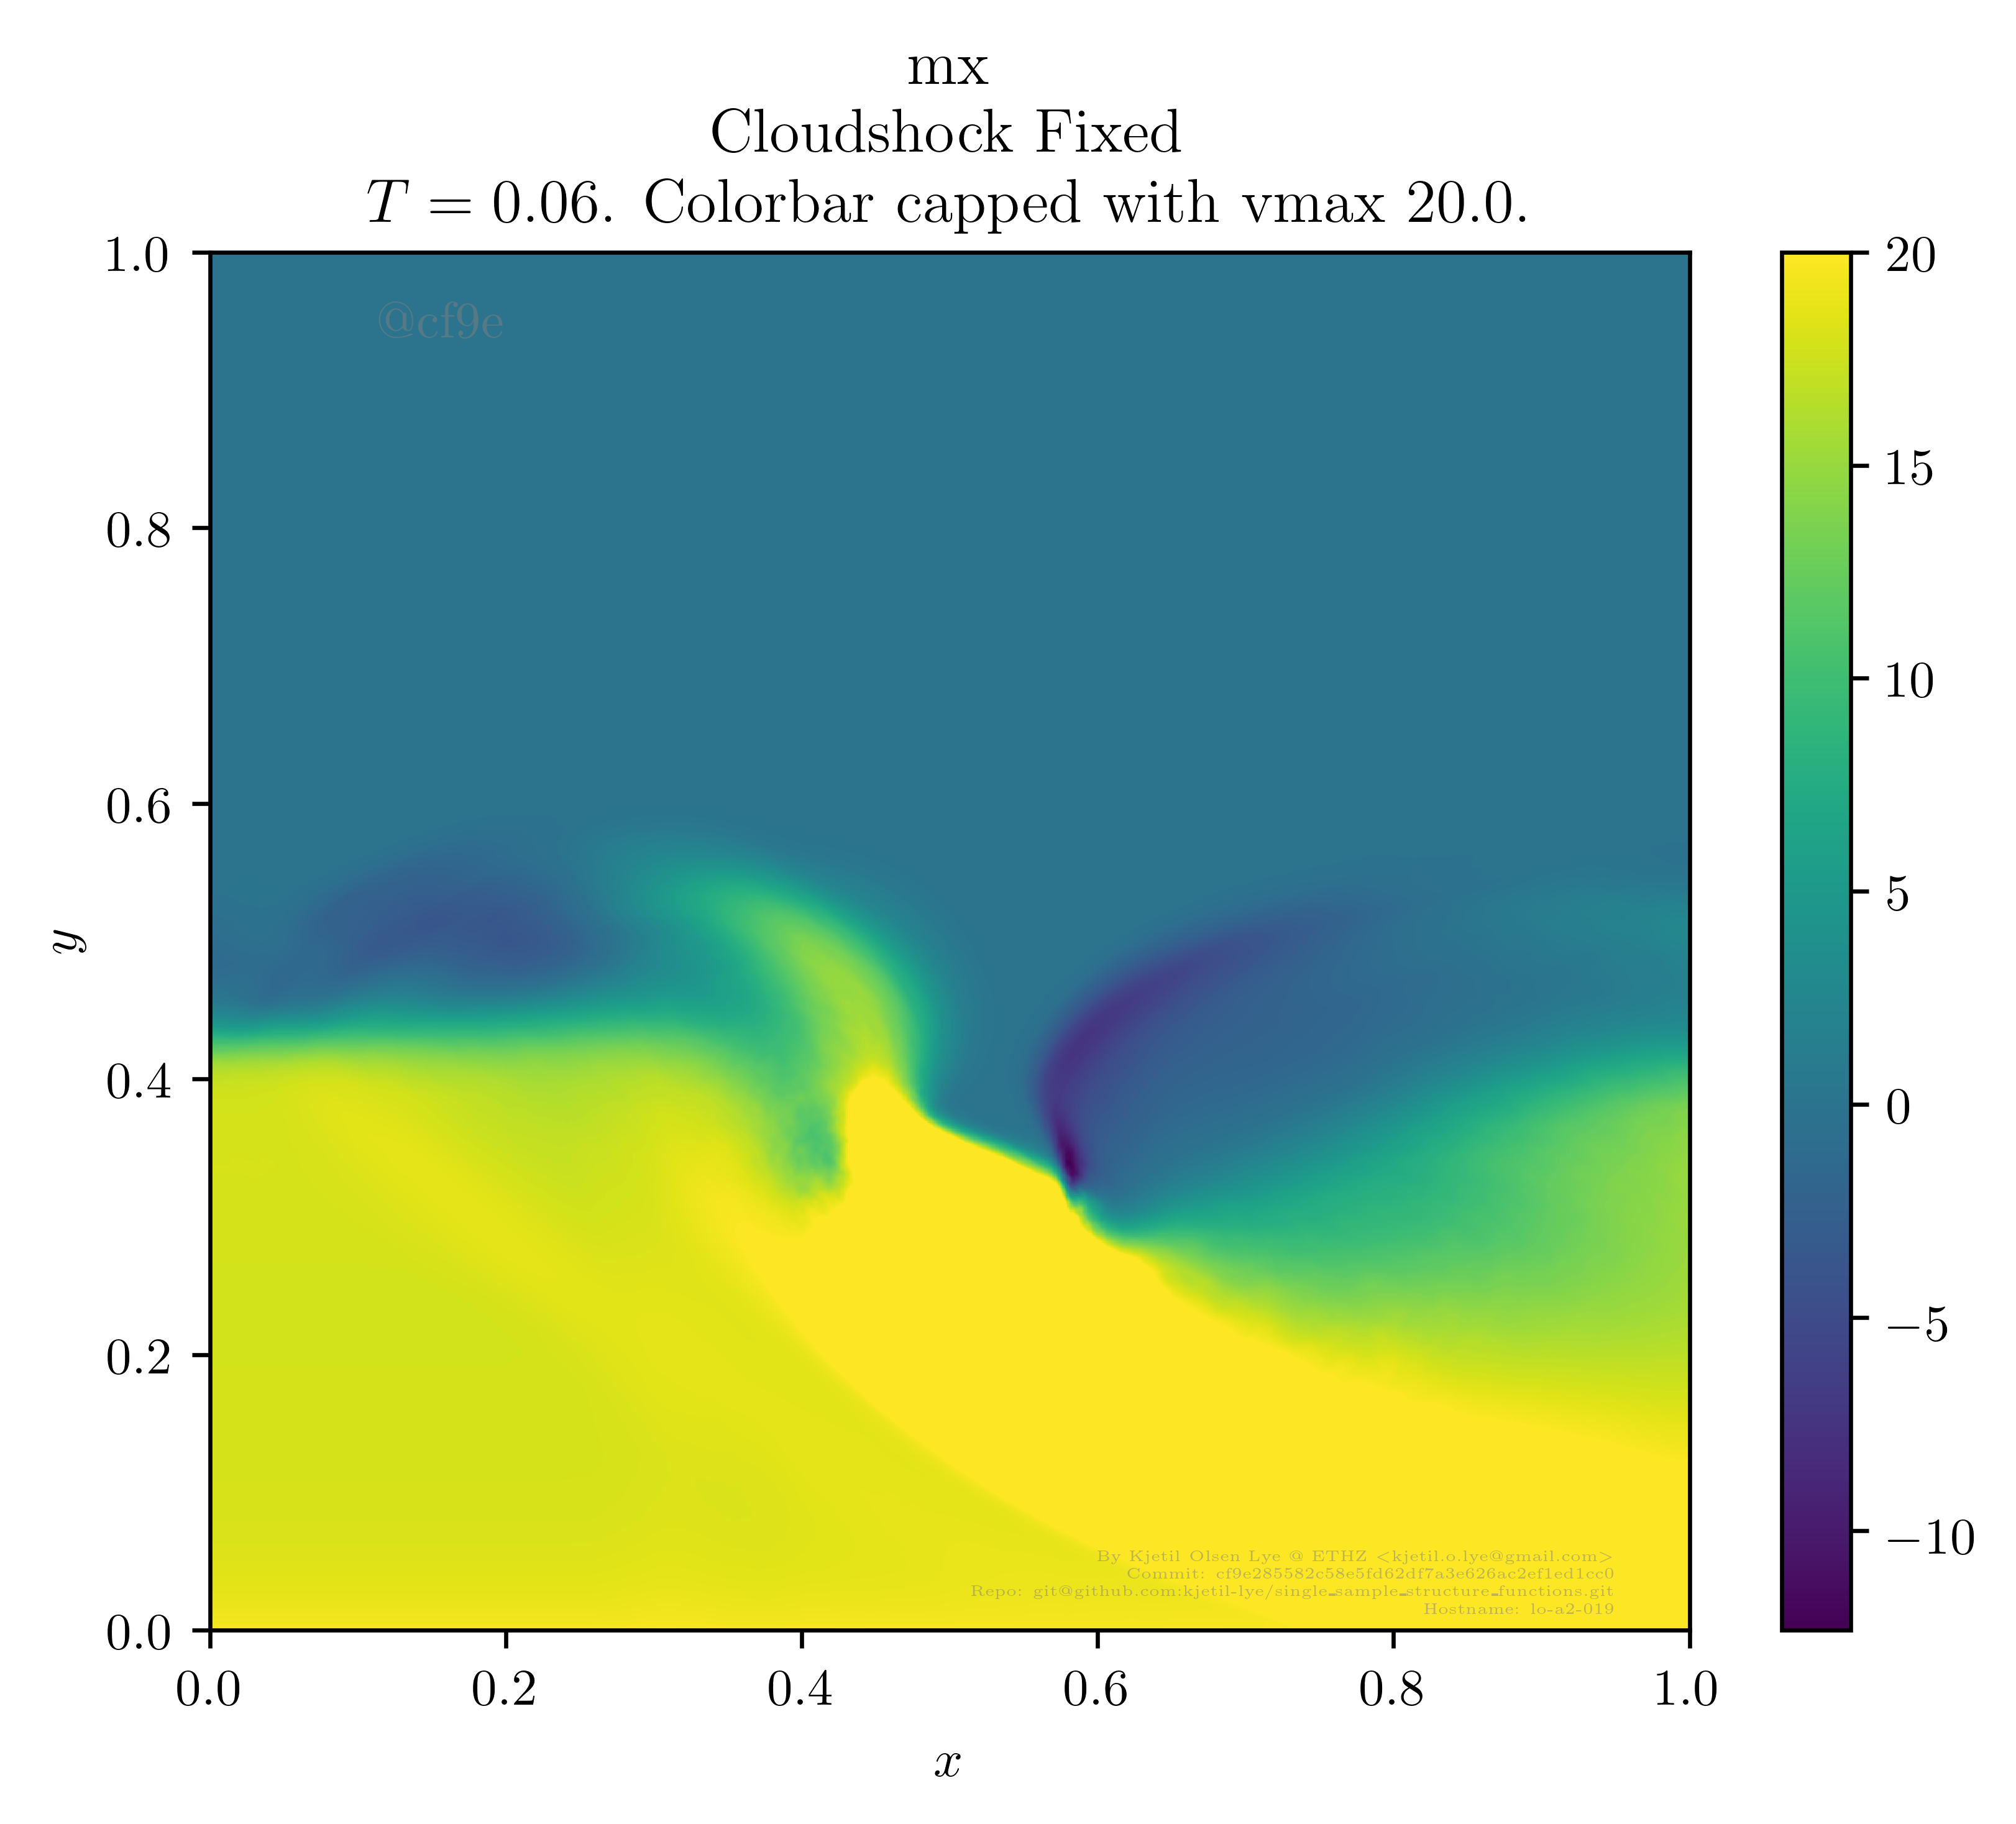 mx
Cloudshock Fixed
T = 0.06. Colorbar capped with vmax 20.0.
@cf9e
1.0
0.8
0.6
0.4
0.2
0.0
y
0.0 0.2 0.4 0.6 0.8 1.0
x
20
15
10
5
0
−5
−10
By Kjetil Olsen Lye @ ETHZ <kjetil.o.lye@gmail.com>
Commit: cf9e285582c58e5fd62df7a3e626ac2ef1ed1cc0
Repo: git@github.com:kjetil-lye/single_sample_structure_functions.git
Hostname: lo-a2-019